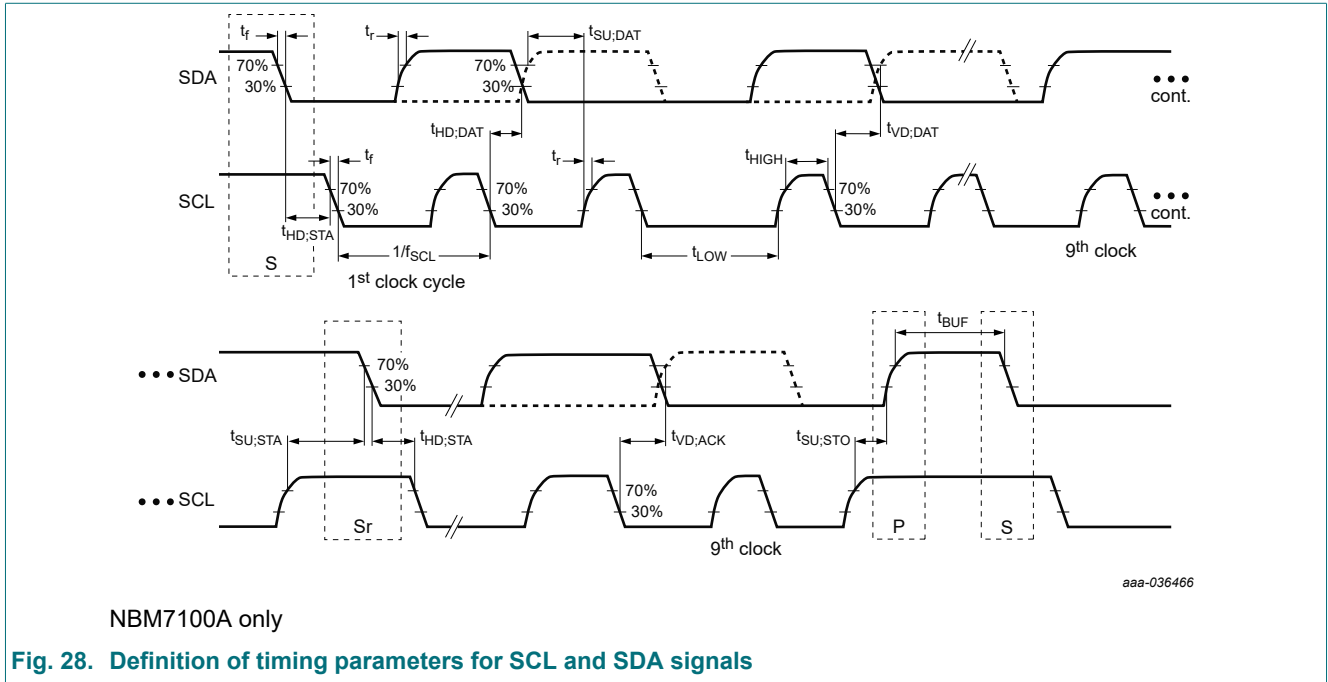 tf
tr
tSU;DAT
SDA
70%
30%
70%
30%
cont.
tHD;DAT
tVD;DAT
tf
tr
tHIGH
SCL
70%
30%
70%
30%
70%
30%
cont.
tHD;STA
S
1/fSCL
1st clock cycle
tLOW
9th clock
tBUF
••• SDA
70%
30%
tSU;STA
tHD;STA
tVD;ACK
tSU;STO
••• SCL
70%
30%
Sr
9th clock
P
S
aaa-036466
NBM7100A only
Fig. 28. Definition of timing parameters for SCL and SDA signals